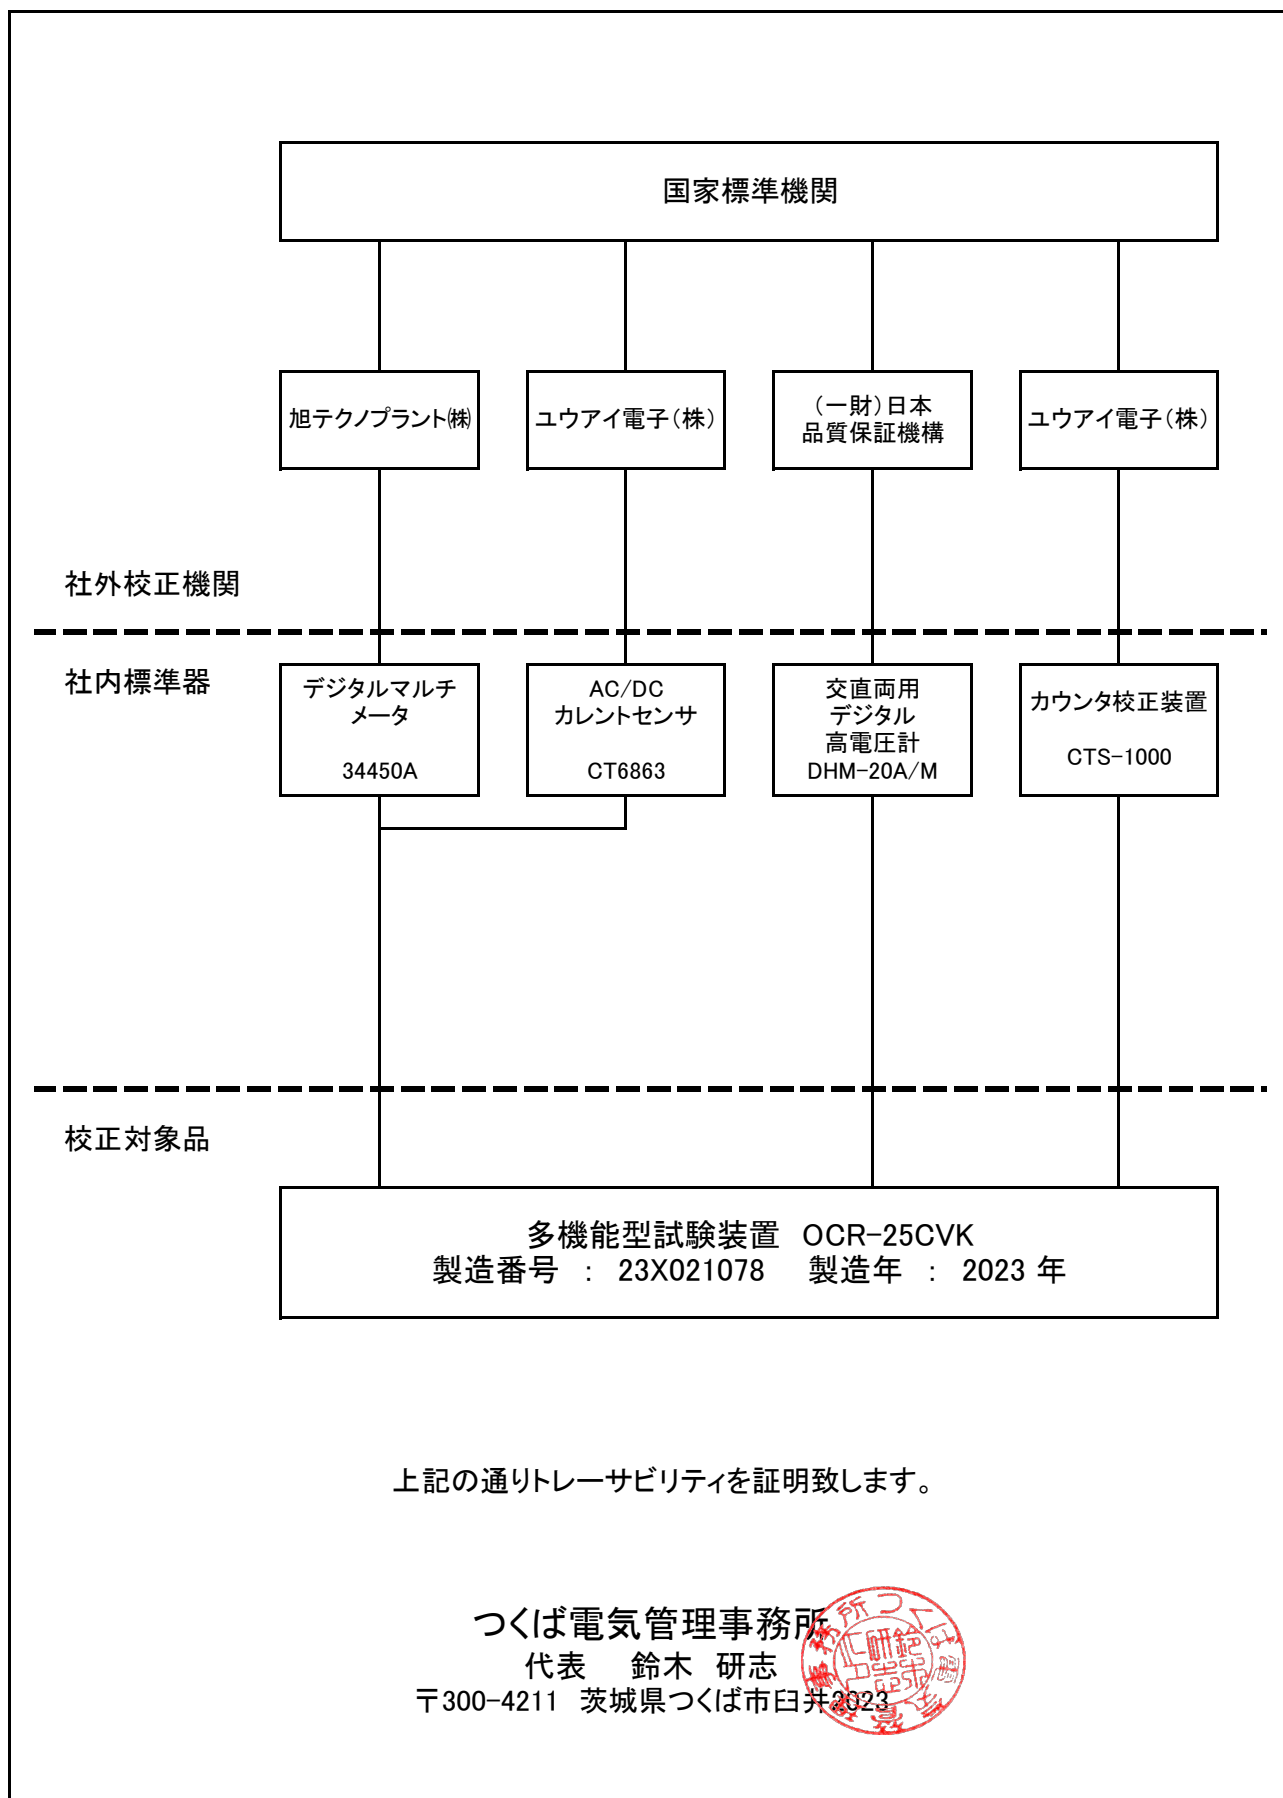 国家標準機関
旭テクノプラント㈱
ユウアイ電子(株)
(一財)日本
品質保証機構
ユウアイ電子(株)
社外校正機関
社内標準器
デジタルマルチ
メータ
34450A
AC/DC
カレントセンサ
CT6863
交直両用
デジタル
高電圧計
DHM-20A/M
カウンタ校正装置
CTS-1000
校正対象品
多機能型試験装置 OCR-25CVK
製造番号 : 23X021078 製造年 : 2023 年
上記の通りトレーサビリティを証明致します。
つくば電気管理事務所
代表 鈴木 研志
〒300-4211 茨城県つくば市臼井2023